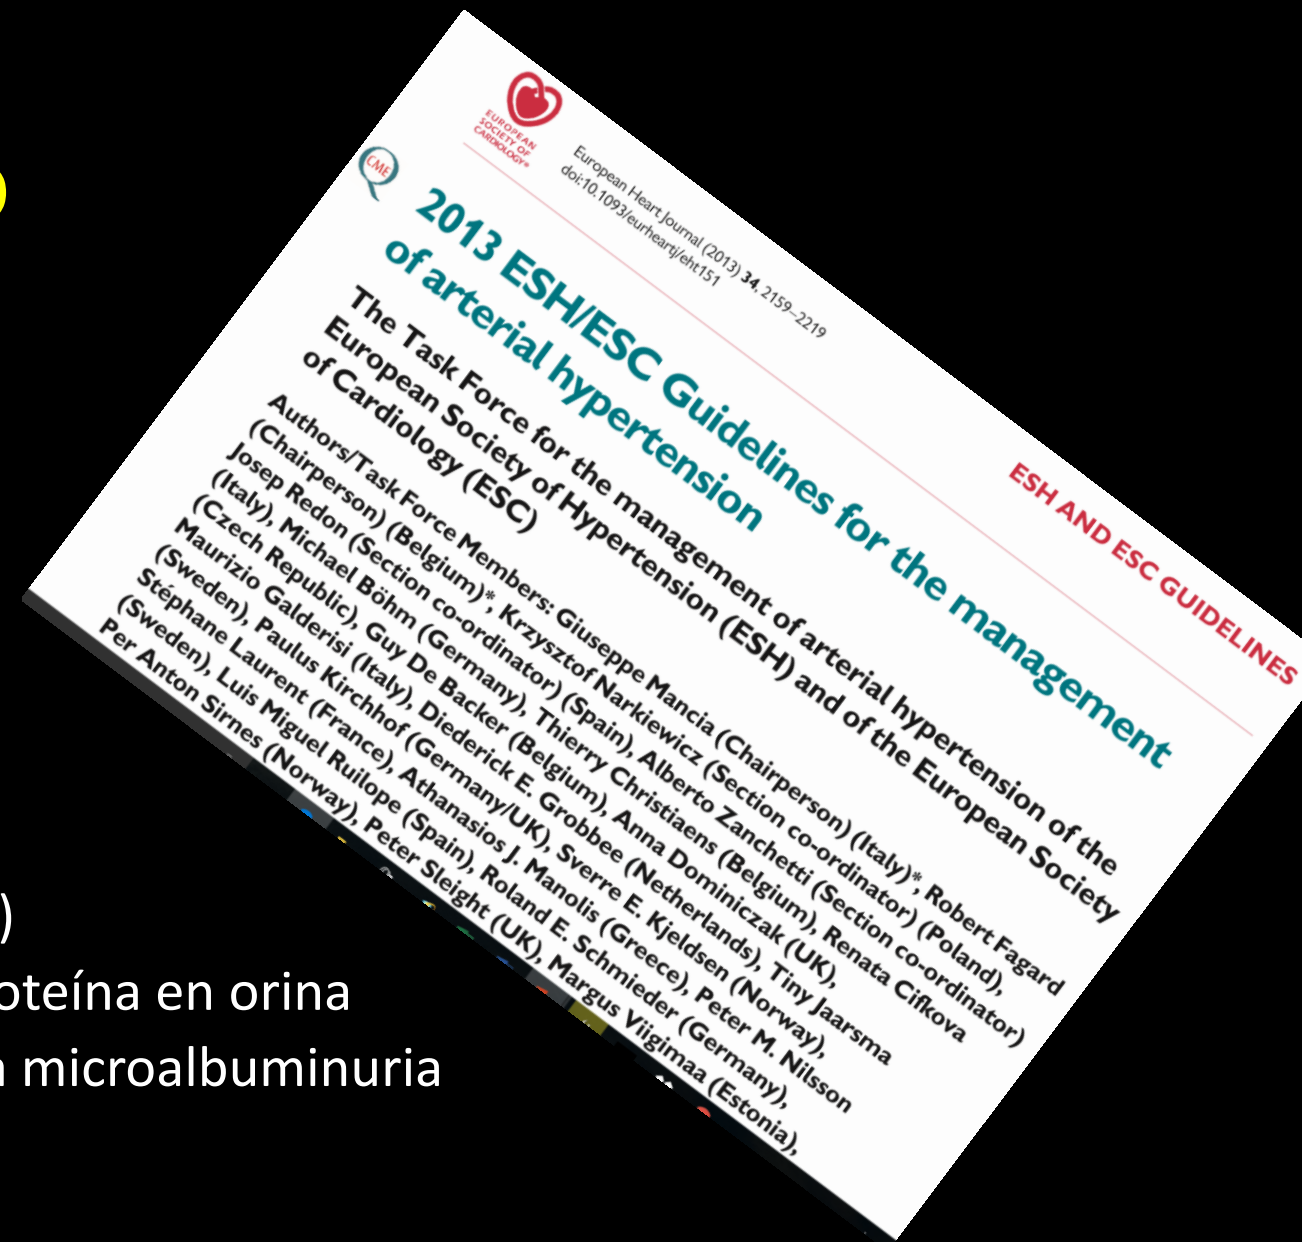 EUROPEAN
SOCIETY OF
CARDIOLOGY®
CME
European Heart Journal (2013) 34, 2159–2219
doi:10.1093/eurheartj/eht151
ESH AND ESC GUIDELINES
2013 ESH/ESC Guidelines for the management
of arterial hypertension
The Task Force for the management of arterial hypertension of the
European Society of Hypertension (ESH) and of the European Society
of Cardiology (ESC)
Authors/Task Force Members: Giuseppe Mancia (Chairperson) (Italy)*, Robert Fagard
(Chairperson) (Belgium)*, Krzysztof Narkiewicz (Section co-ordinator) (Poland),
Josep Redon (Section co-ordinator) (Spain), Alberto Zanchetti (Section co-ordinator)
(Italy), Michael Böhm (Germany), Thierry Christiaens (Belgium), Renata Cifkova
(Czech Republic), Guy De Backer (Belgium), Anna Dominiczak (UK),
Maurizio Galderisi (Italy), Diederick E. Grobbee (Netherlands), Tiny Jaarsma
(Sweden), Paulus Kirchhof (Germany/UK), Sverre E. Kjeldsen (Norway),
Stéphane Laurent (France), Athanasios J. Manolis (Greece), Peter M. Nilsson
(Sweden), Luis Miguel Ruilope (Spain), Roland E. Schmieder (Germany),
Per Anton Sirnes (Norway), Peter Sleight (UK), Margus Viigimaa (Estonia),
)
oteína en orina
microalbuminuria